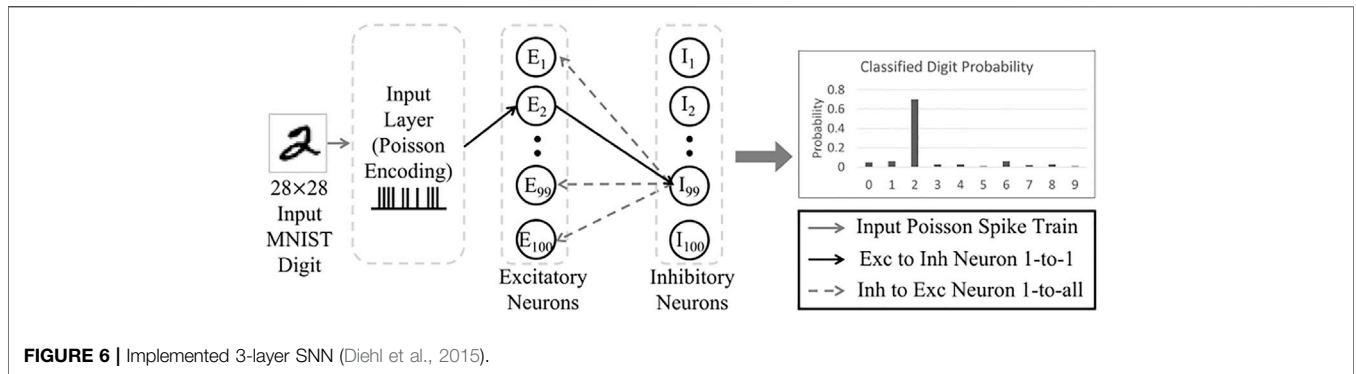 28×28
Input
MNIST
Digit
Input
Layer
(Poisson
Encoding)
E1
E2
E99
E100
Excitatory
Neurons
I1
I2
I99
I100
Inhibitory
Neurons
Classified Digit Probability
Probability
0.8
0.6
0.4
0.2
0
0 1 2 3 4 5 6 7 8 9
Input Poisson Spike Train
Exc to Inh Neuron 1-to-1
Inh to Exc Neuron 1-to-all
FIGURE 6 | Implemented 3-layer SNN (Diehl et al., 2015).